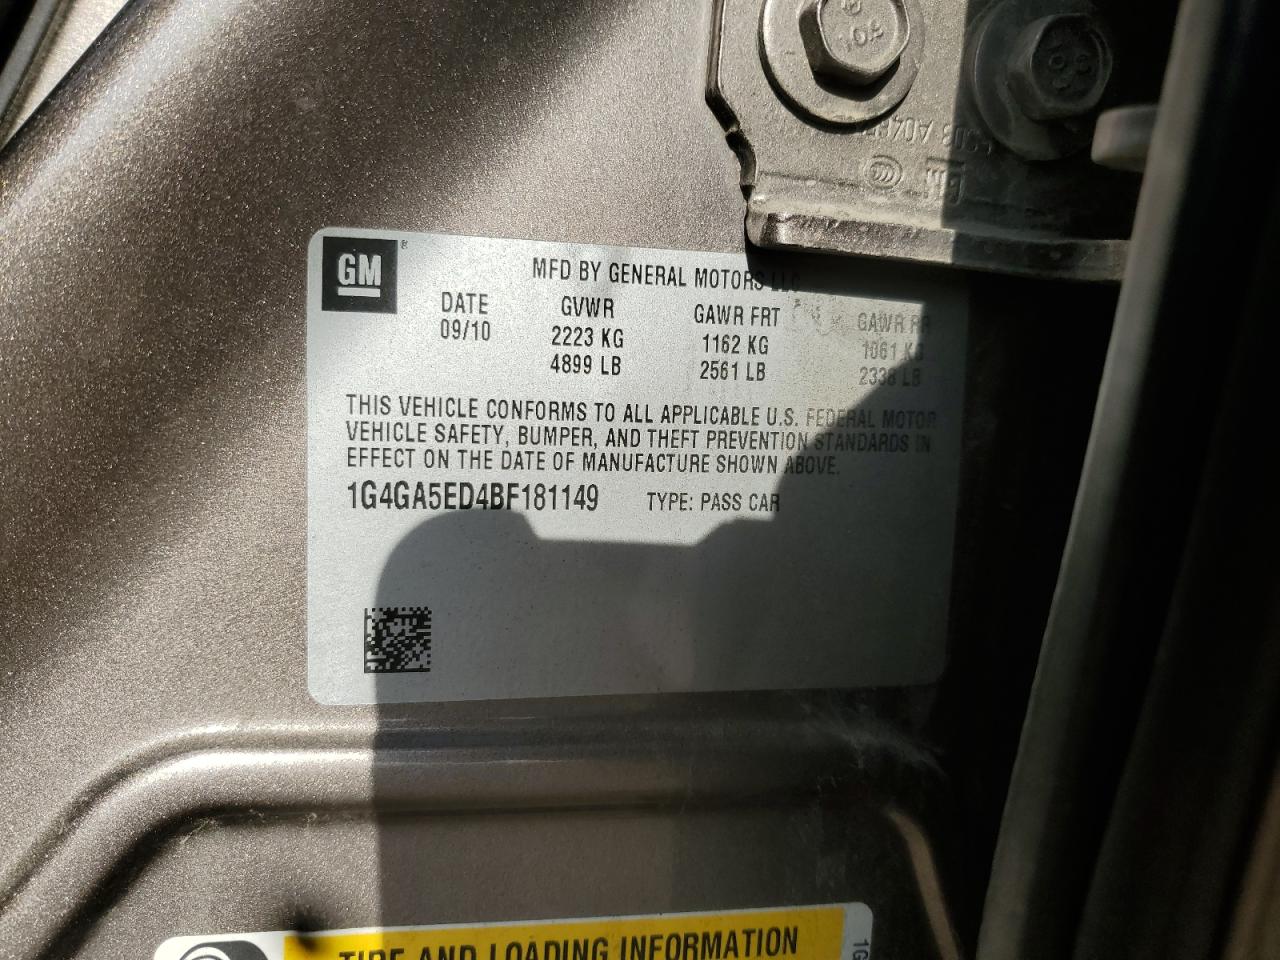 GM
MFD BY GENERAL MOTORS LLC
DATE GVWR GAWR FRT GAWR RR
09/10 2223 KG 1162 KG 1061 KG
4899 LB 2561 LB 2338 LB
THIS VEHICLE CONFORMS TO ALL APPLICABLE U.S. FEDERAL MOTOR
VEHICLE SAFETY, BUMPER, AND THEFT PREVENTION STANDARDS IN
EFFECT ON THE DATE OF MANUFACTURE SHOWN ABOVE.
1G4GA5ED4BF181149 TYPE: PASS CAR
TIRE AND LOADING INFORMATION
1G